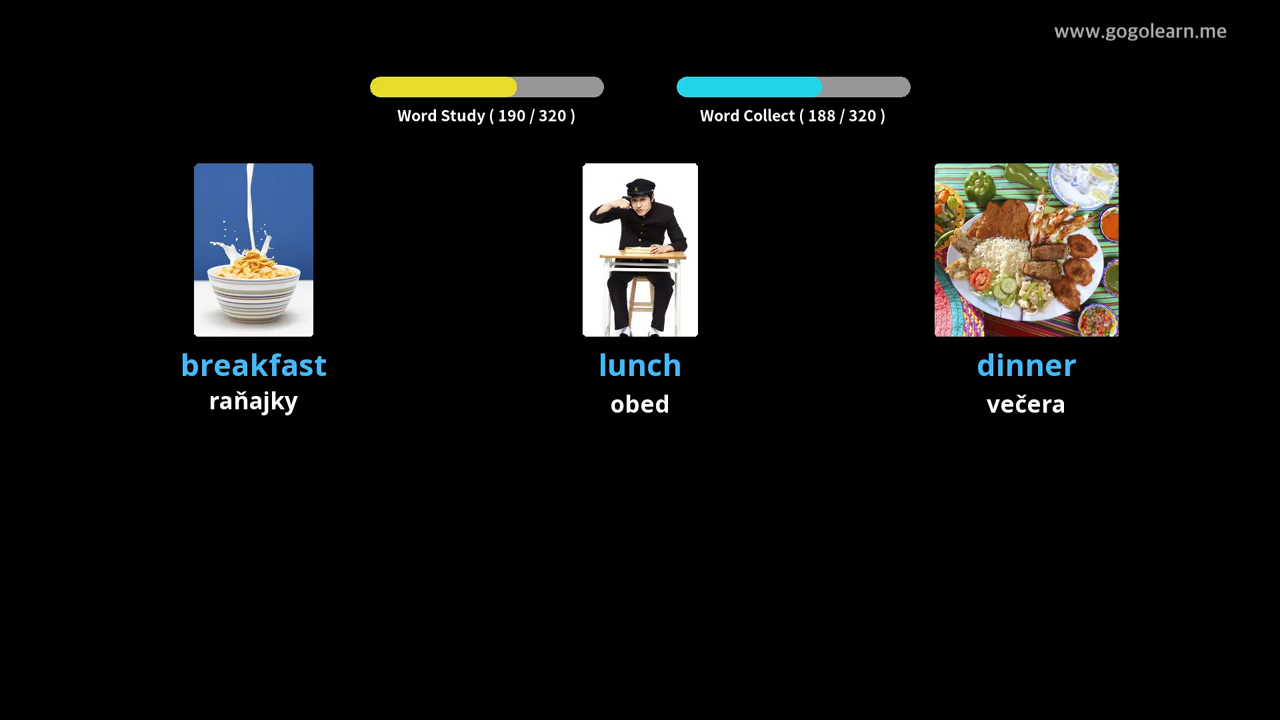 www.gogolearn.me
Word Study ( 190 / 320 )
Word Collect ( 188 / 320 )
breakfast
raňajky
lunch
obed
dinner
večera